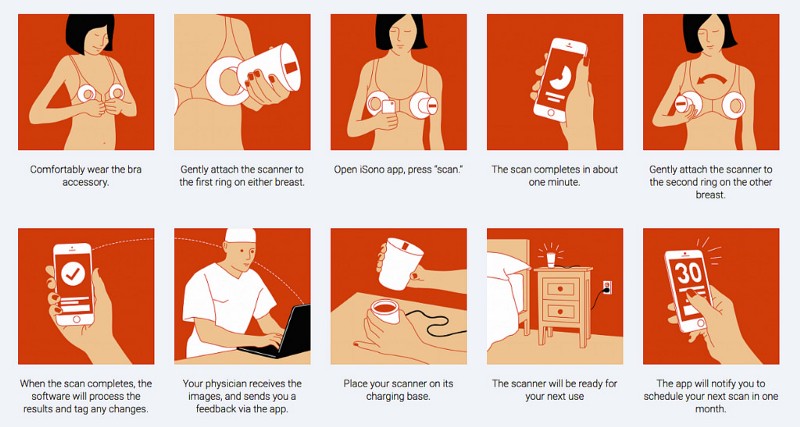 Comfortably wear the bra
accessory.
Gently attach the scanner to
the first ring on either breast.
Open iSono app, press “scan.”
The scan completes in about
one minute.
Gently attach the scanner to
the second ring on the other
breast.
30
When the scan completes, the
software will process the
results and tag any changes.
Your physician receives the
images, and sends you a
feedback via the app.
Place your scanner on its
charging base.
The scanner will be ready for
your next use
The app will notify you to
schedule your next scan in one
month.